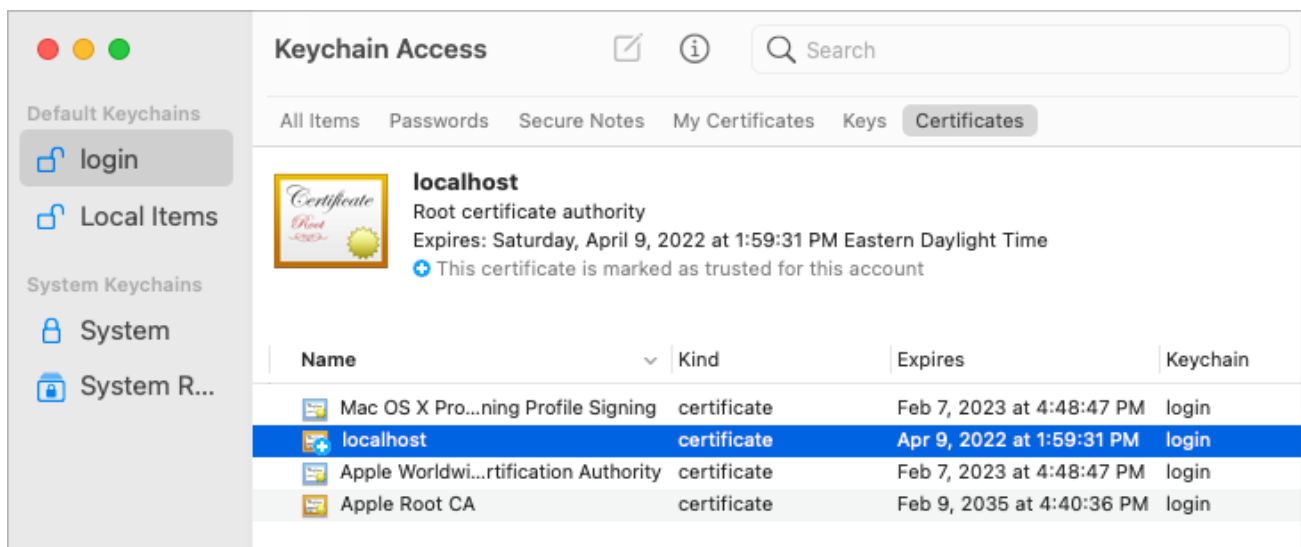 Keychain Access
Search
Default Keychains
login
Local Items
System Keychains
System
System R...
All Items Passwords Secure Notes My Certificates Keys Certificates
Certificate
Root
localhost
Root certificate authority
Expires: Saturday, April 9, 2022 at 1:59:31 PM Eastern Daylight Time
This certificate is marked as trusted for this account
Name Kind Expires Keychain
Mac OS X Pro...ning Profile Signing certificate Feb 7, 2023 at 4:48:47 PM login
localhost certificate Apr 9, 2022 at 1:59:31 PM login
Apple Worldwi...rtification Authority certificate Feb 7, 2023 at 4:48:47 PM login
Apple Root CA certificate Feb 9, 2035 at 4:40:36 PM login